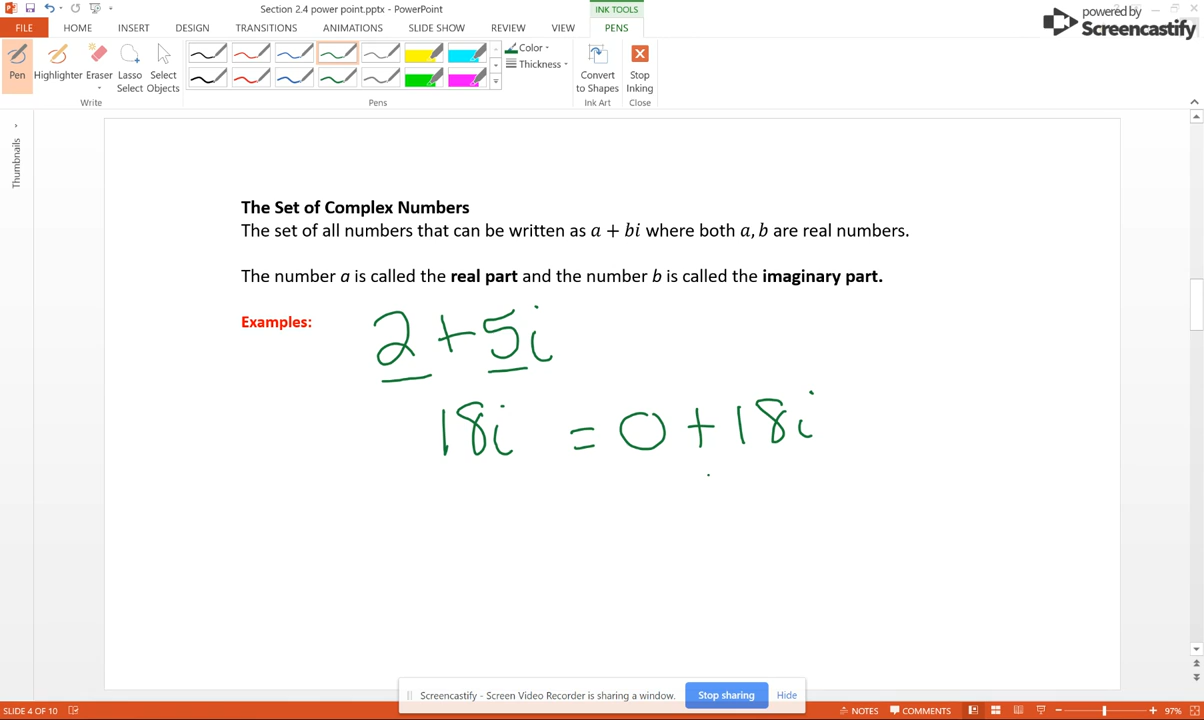 Section 2.4 power point.pptx - PowerPoint
INK TOOLS
FILE HOME INSERT DESIGN TRANSITIONS ANIMATIONS SLIDE SHOW REVIEW VIEW PENS
powered by
Screencastify
Pen Highlighter Eraser Lasso Select Select Objects
Write
Pens
Color
Thickness
Convert to Shapes
Ink Art
Stop Inking
Close
Thumbnails
The Set of Complex Numbers
The set of all numbers that can be written as a + bi where both a, b are real numbers.
The number a is called the real part and the number b is called the imaginary part.
Examples: 2 + 5i
18i = 0 + 18i
Screencastify - Screen Video Recorder is sharing a window. Stop sharing Hide
SLIDE 4 OF 10 NOTES COMMENTS 97%